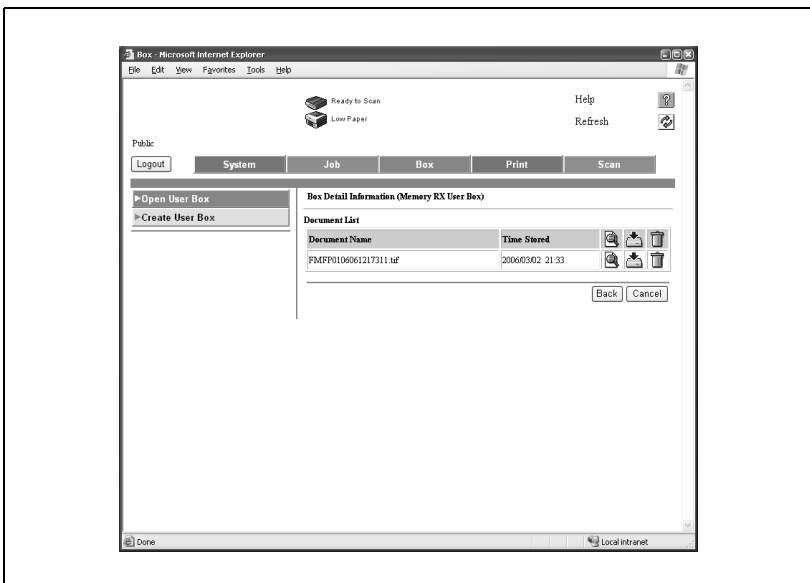 Box - Microsoft Internet Explorer
File Edit View Favorites Tools Help
Ready to Scan
Help
Low Paper
Refresh
Public
Logout System Job Box Print Scan
Open User Box
Create User Box
Box Detail Information (Memory RX User Box)
Document List
Document Name Time Stored
FMFP0106061217311.tif 2006/03/02 21:33
Back Cancel
Done Local intranet